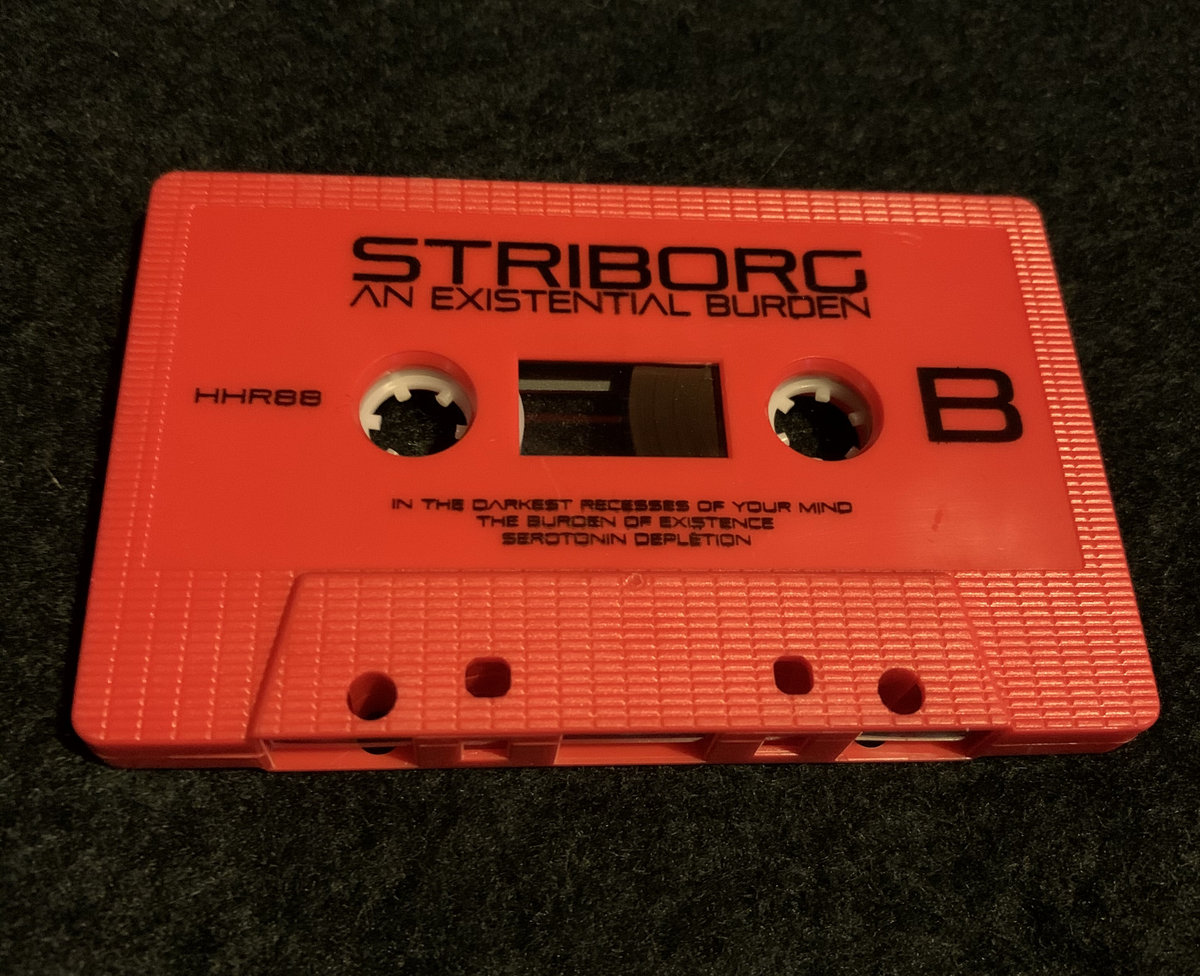 STRIBORG
AN EXISTENTIAL BURDEN
HHR88
B
IN THE DARKEST RECESSES OF YOUR MIND
THE BURDEN OF EXISTENCE
SEROTONIN DEPLETION